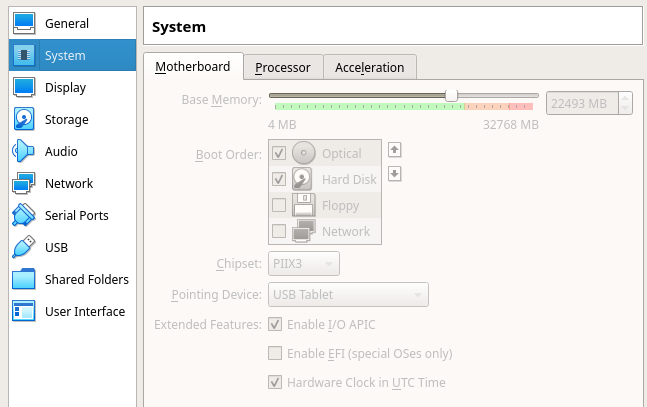 General
System
Display
Storage
Audio
Network
Serial Ports
USB
Shared Folders
User Interface
System
Motherboard
Processor
Acceleration
Base Memory:
22493 MB
4 MB
32768 MB
Boot Order:
Optical
Hard Disk
Floppy
Network
Chipset: PIIX3
Pointing Device: USB Tablet
Extended Features: Enable I/O APIC
Enable EFI (special OSes only)
Hardware Clock in UTC Time